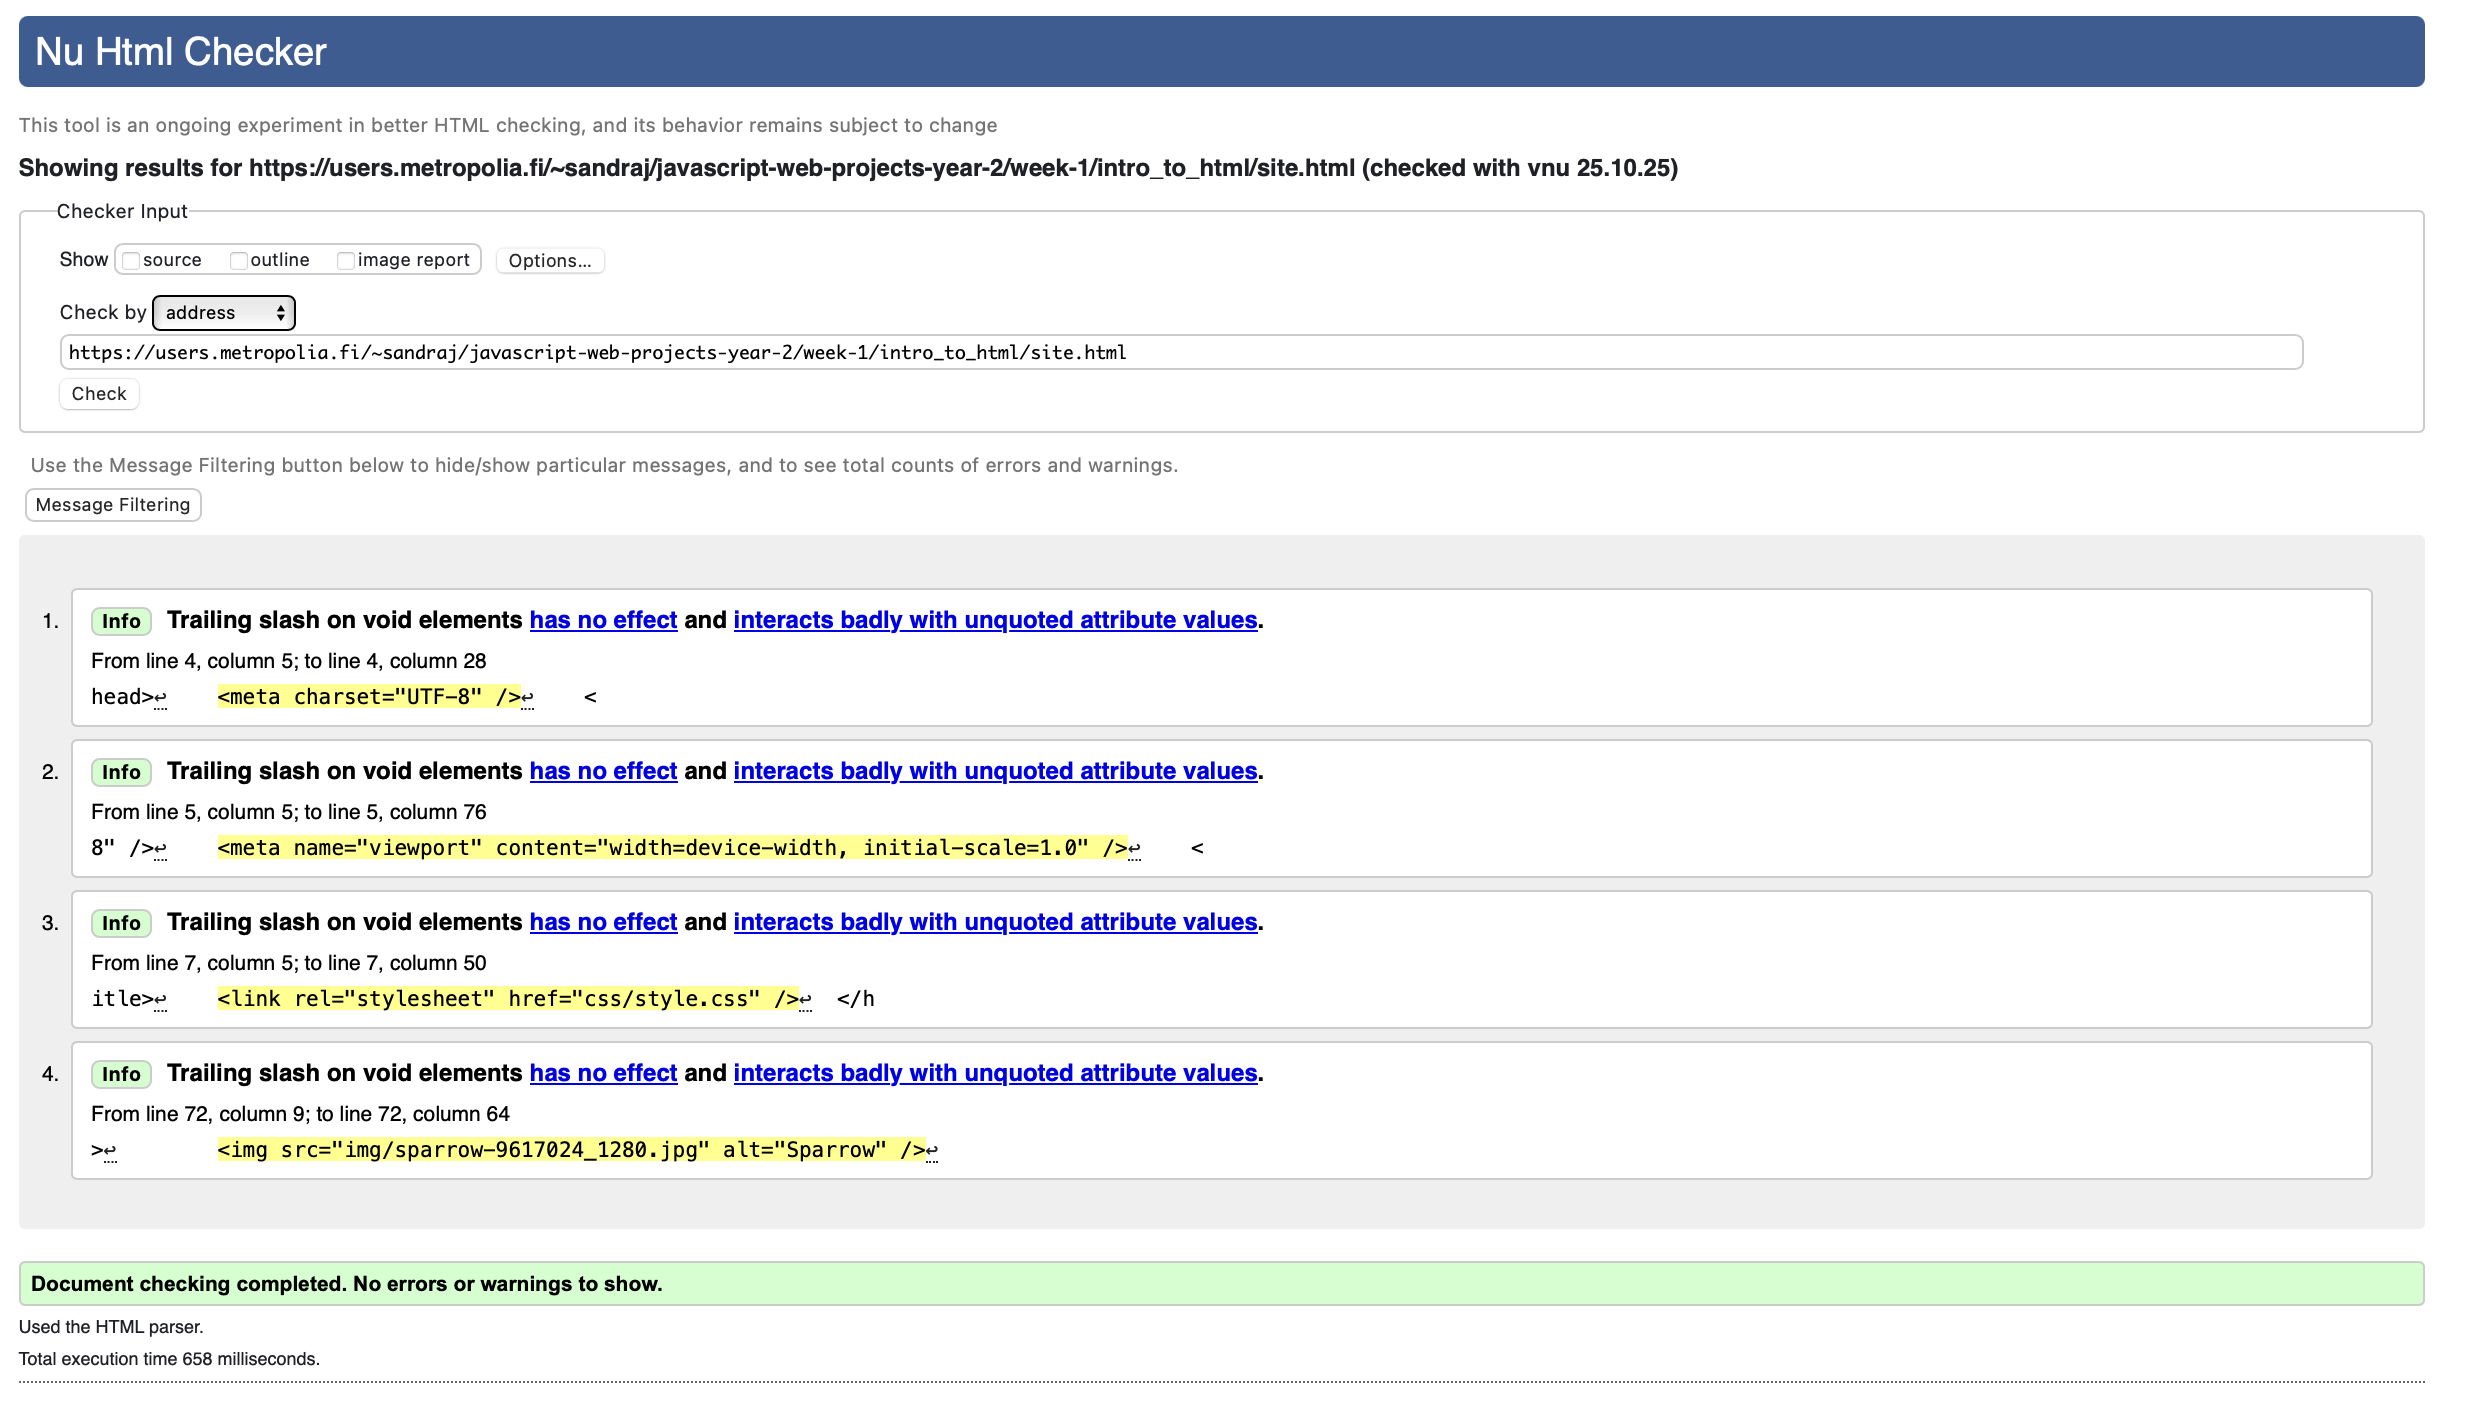 Nu Html Checker
This tool is an ongoing experiment in better HTML checking, and its behavior remains subject to change
Showing results for https://users.metropolia.fi/~sandraj/javascript-web-projects-year-2/week-1/intro_to_html/site.html (checked with vnu 25.10.25)
Checker Input
Show source outline image report Options...
Check by address
https://users.metropolia.fi/~sandraj/javascript-web-projects-year-2/week-1/intro_to_html/site.html
Check
Use the Message Filtering button below to hide/show particular messages, and to see total counts of errors and warnings.
Message Filtering
1. Info Trailing slash on void elements has no effect and interacts badly with unquoted attribute values.
From line 4, column 5; to line 4, column 28
head>↩ <meta charset="UTF-8" />↩ <
2. Info Trailing slash on void elements has no effect and interacts badly with unquoted attribute values.
From line 5, column 5; to line 5, column 76
8" />↩ <meta name="viewport" content="width=device-width, initial-scale=1.0" />↩ <
3. Info Trailing slash on void elements has no effect and interacts badly with unquoted attribute values.
From line 7, column 5; to line 7, column 50
itle>↩ <link rel="stylesheet" href="css/style.css" />↩ </h
4. Info Trailing slash on void elements has no effect and interacts badly with unquoted attribute values.
From line 72, column 9; to line 72, column 64
>↩ <img src="img/sparrow-9617024_1280.jpg" alt="Sparrow" />↩
Document checking completed. No errors or warnings to show.
Used the HTML parser.
Total execution time 658 milliseconds.